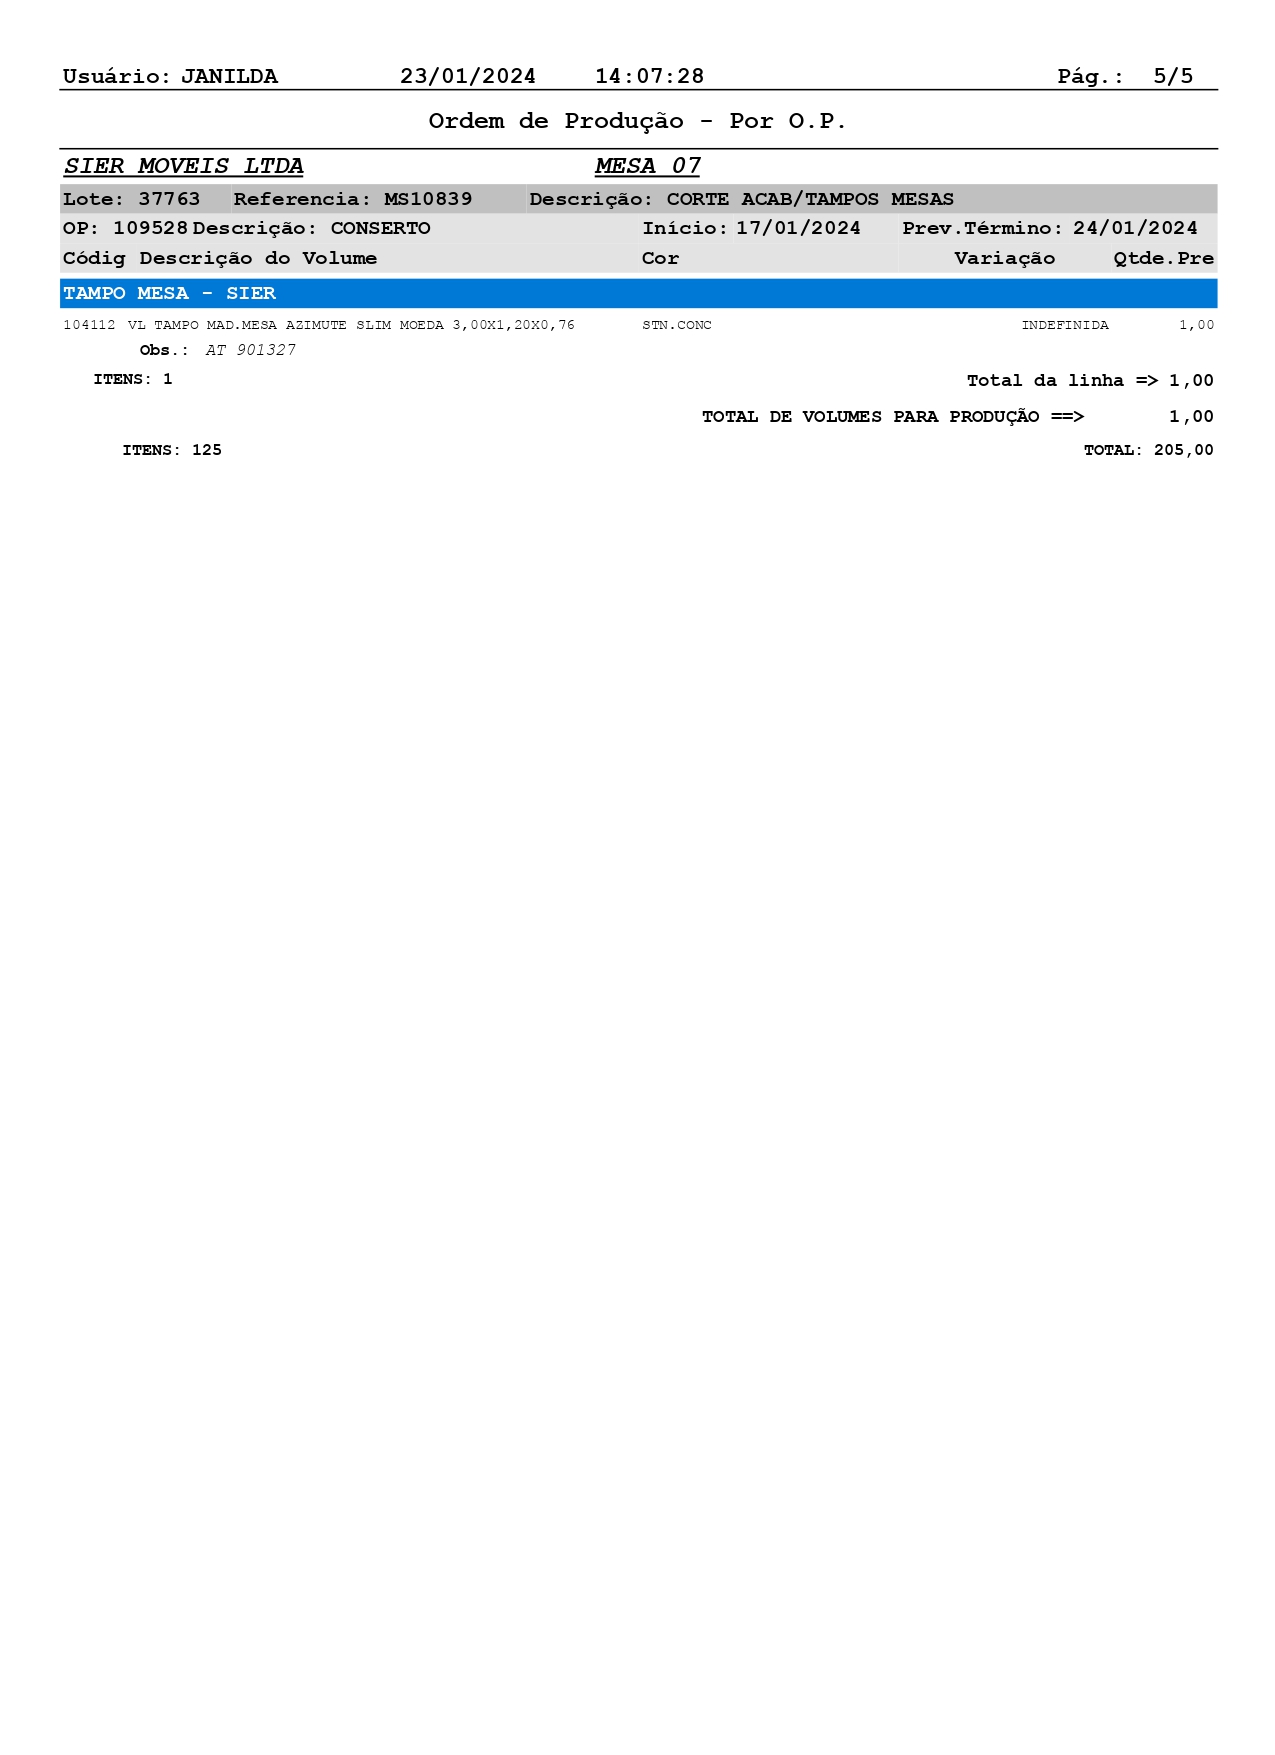 Usuário: JANILDA 23/01/2024 14:07:28 Pág.: 5/5
Ordem de Produção - Por O.P.
SIER MOVEIS LTDA MESA 07
Lote: 37763 Referencia: MS10839 Descrição: CORTE ACAB/TAMPOS MESAS
OP: 109528 Descrição: CONSERTO Início: 17/01/2024 Prev.Término: 24/01/2024
Códig Descrição do Volume Cor Variação Qtde.Pre
TAMPO MESA - SIER
104112 VL TAMPO MAD.MESA AZIMUTE SLIM MOEDA 3,00X1,20X0,76 STN.CONC INDEFINIDA 1,00
Obs.: AT 901327
ITENS: 1 Total da linha => 1,00
TOTAL DE VOLUMES PARA PRODUÇÃO ==> 1,00
ITENS: 125 TOTAL: 205,00